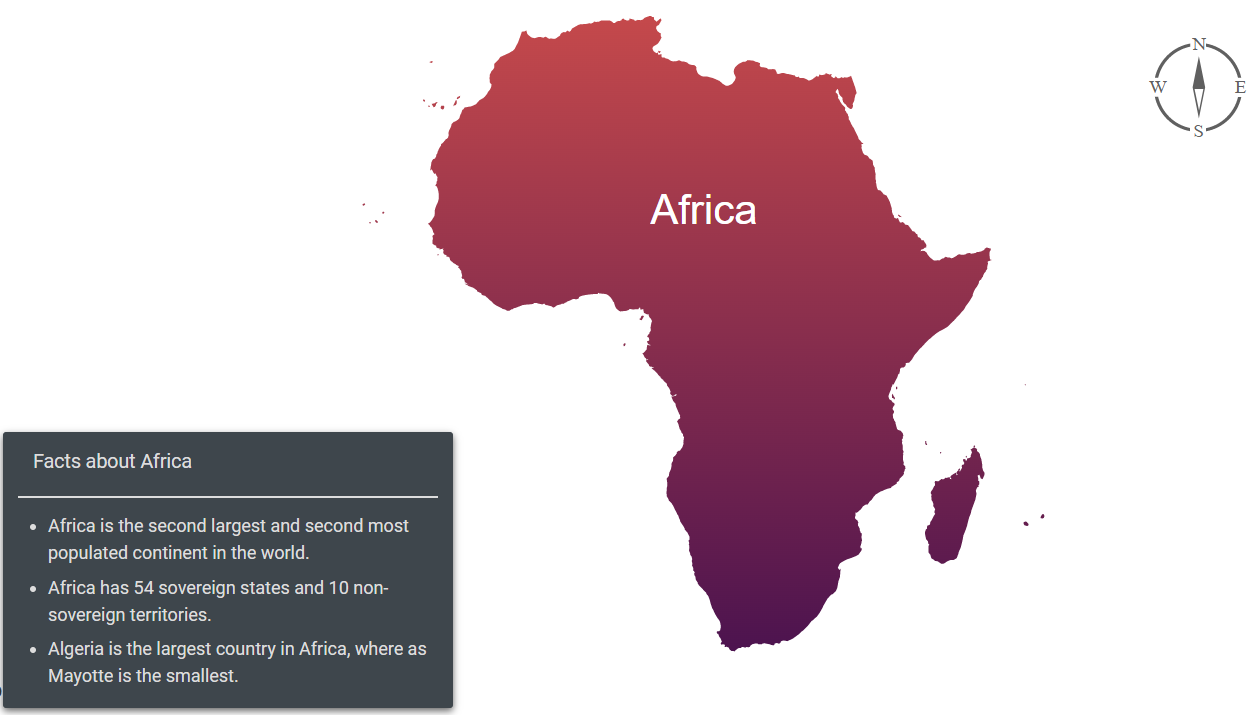 N
W E
S
Africa
Facts about Africa
• Africa is the second largest and second most
populated continent in the world.
• Africa has 54 sovereign states and 10 non-
sovereign territories.
• Algeria is the largest country in Africa, where as
Mayotte is the smallest.